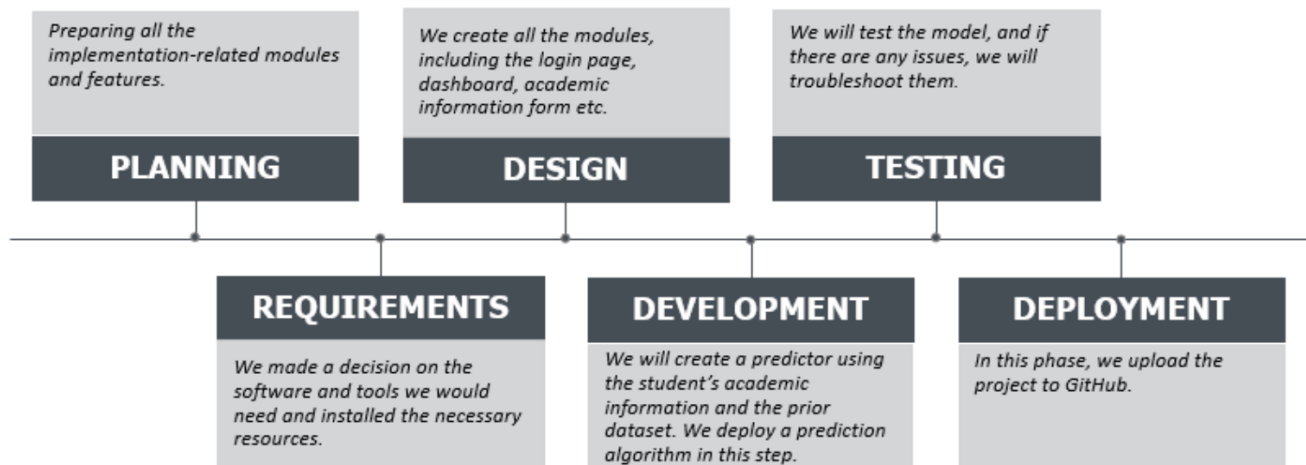 Preparing all the
implementation-related modules
and features.
PLANNING
We create all the modules,
including the login page,
dashboard, academic
information form etc.
DESIGN
We will test the model, and if
there are any issues, we will
troubleshoot them.
TESTING
REQUIREMENTS
We made a decision on the
software and tools we would
need and installed the necessary
resources.
DEVELOPMENT
We will create a predictor using
the student’s academic
information and the prior
dataset. We deploy a prediction
algorithm in this step.
DEPLOYMENT
In this phase, we upload the
project to GitHub.